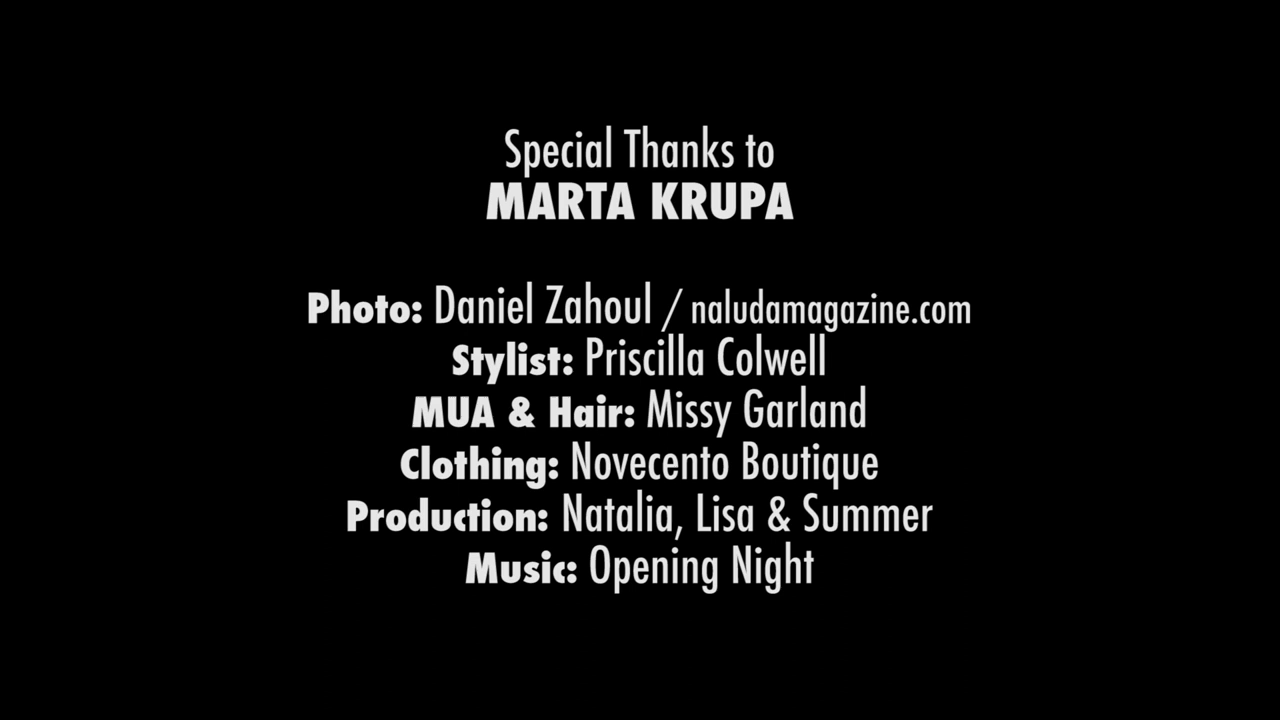 Special Thanks to
MARTA KRUPA
Photo: Daniel Zahoul / naludamagazine.com
Stylist: Priscilla Colwell
MUA & Hair: Missy Garland
Clothing: Novecento Boutique
Production: Natalia, Lisa & Summer
Music: Opening Night